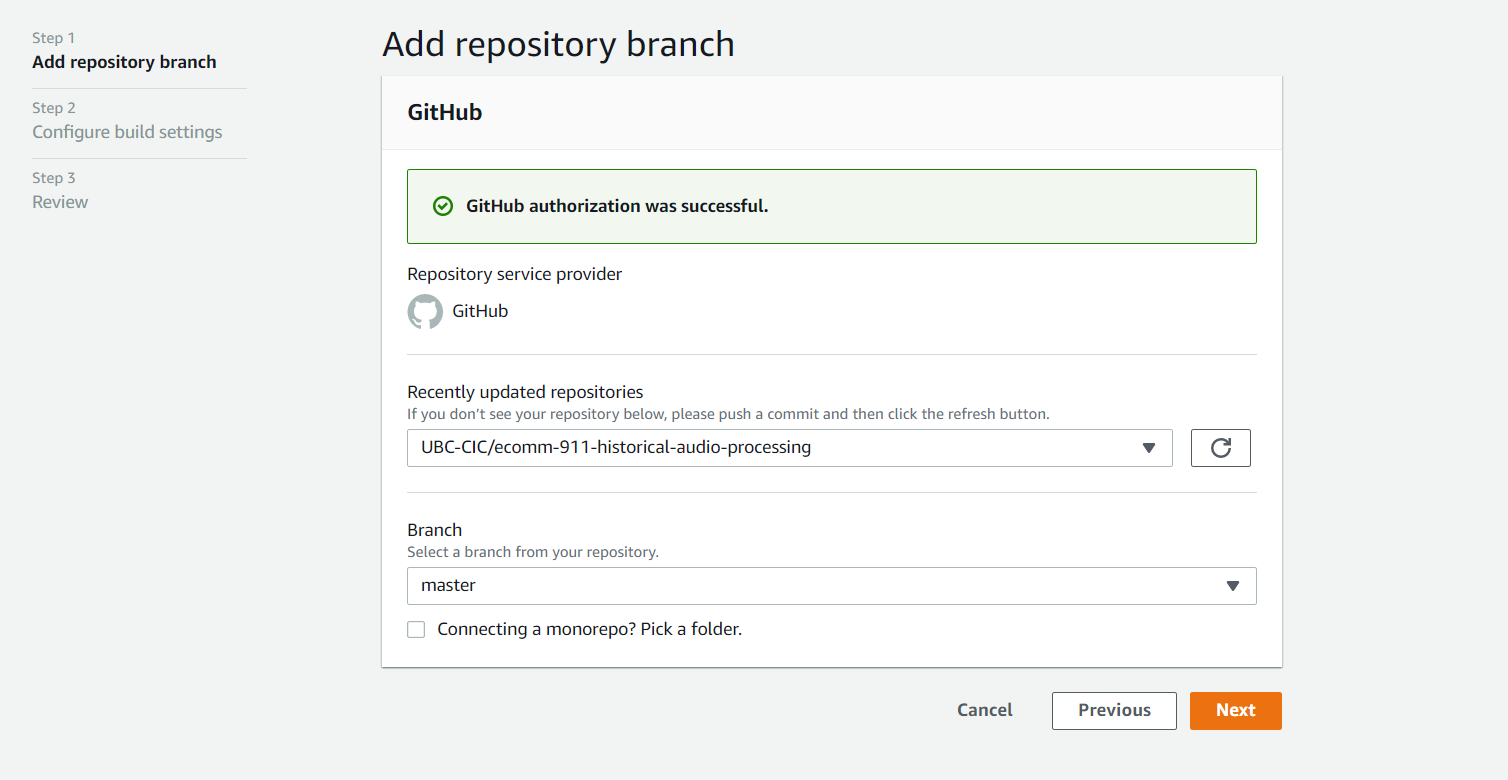 Step 1
Add repository branch
Step 2
Configure build settings
Step 3
Review
Add repository branch
GitHub
GitHub authorization was successful.
Repository service provider
GitHub
Recently updated repositories
If you don’t see your repository below, please push a commit and then click the refresh button.
UBC-CIC/ecomm-911-historical-audio-processing
Branch
Select a branch from your repository.
master
Connecting a monorepo? Pick a folder.
Cancel
Previous
Next